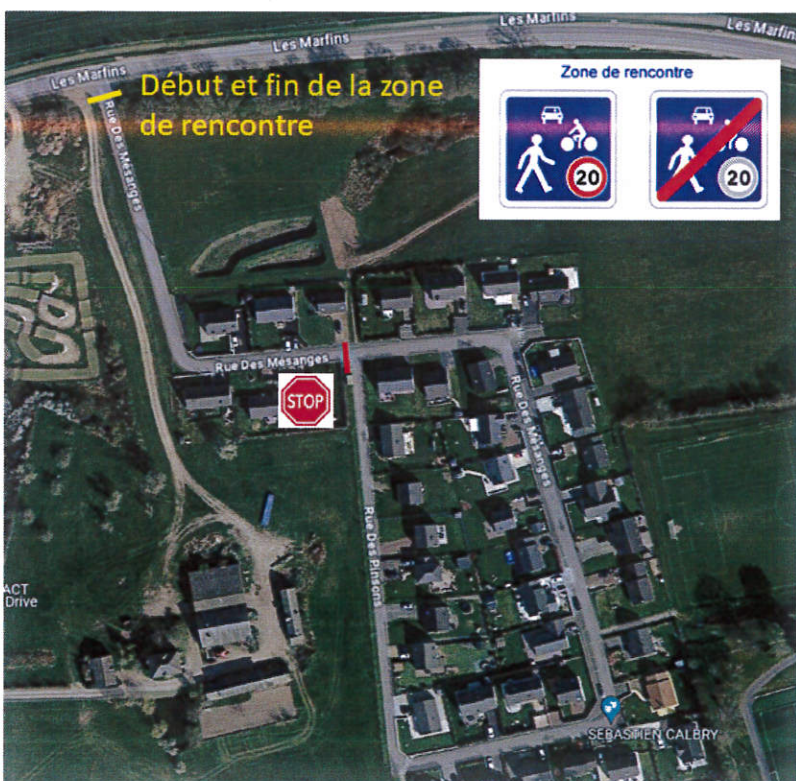 Les Marfins
Les Marfins
Les Marfins
Les Marfins
Début et fin de la zone
de rencontre
Zone de rencontre
20
20
Rue Des Mésanges
Rue Des Mésanges
STOP
Rue Des Mésanges
Rue Des Pinsons
ACT
Drive
SÉBASTIEN CALBRY